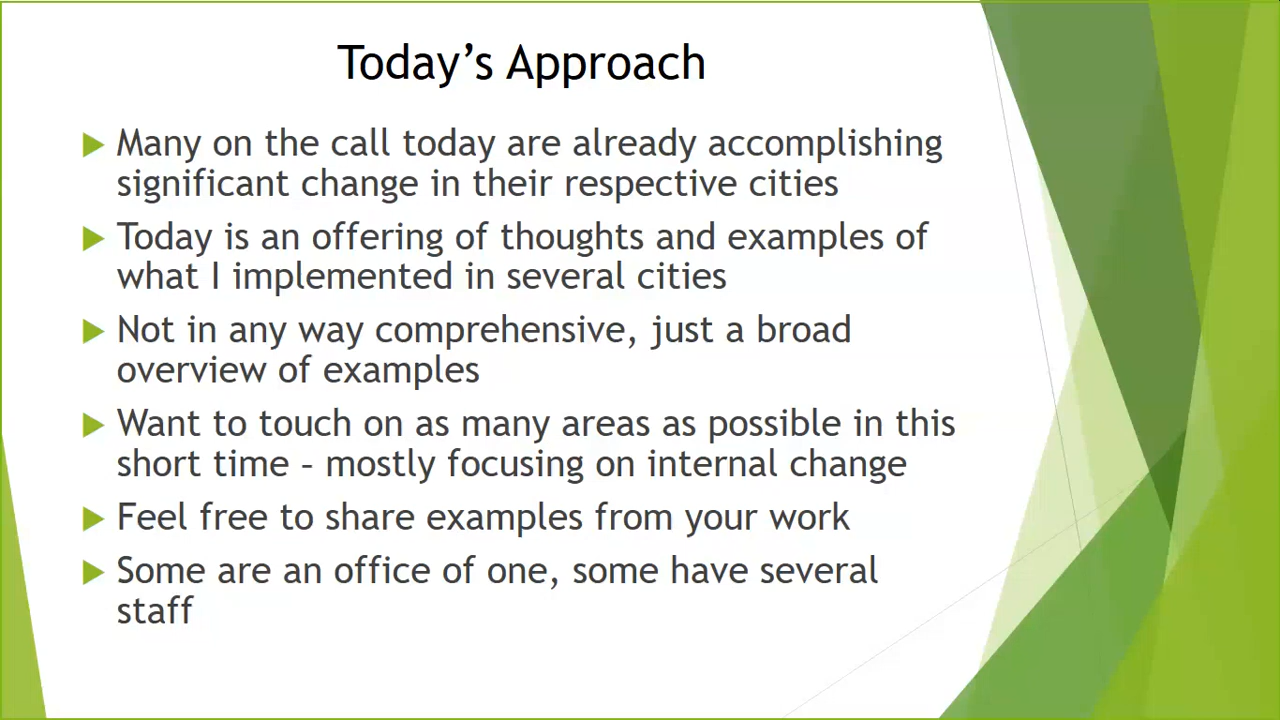 Today’s Approach
Many on the call today are already accomplishing
significant change in their respective cities
Today is an offering of thoughts and examples of
what I implemented in several cities
Not in any way comprehensive, just a broad
overview of examples
Want to touch on as many areas as possible in this
short time – mostly focusing on internal change
Feel free to share examples from your work
Some are an office of one, some have several
staff